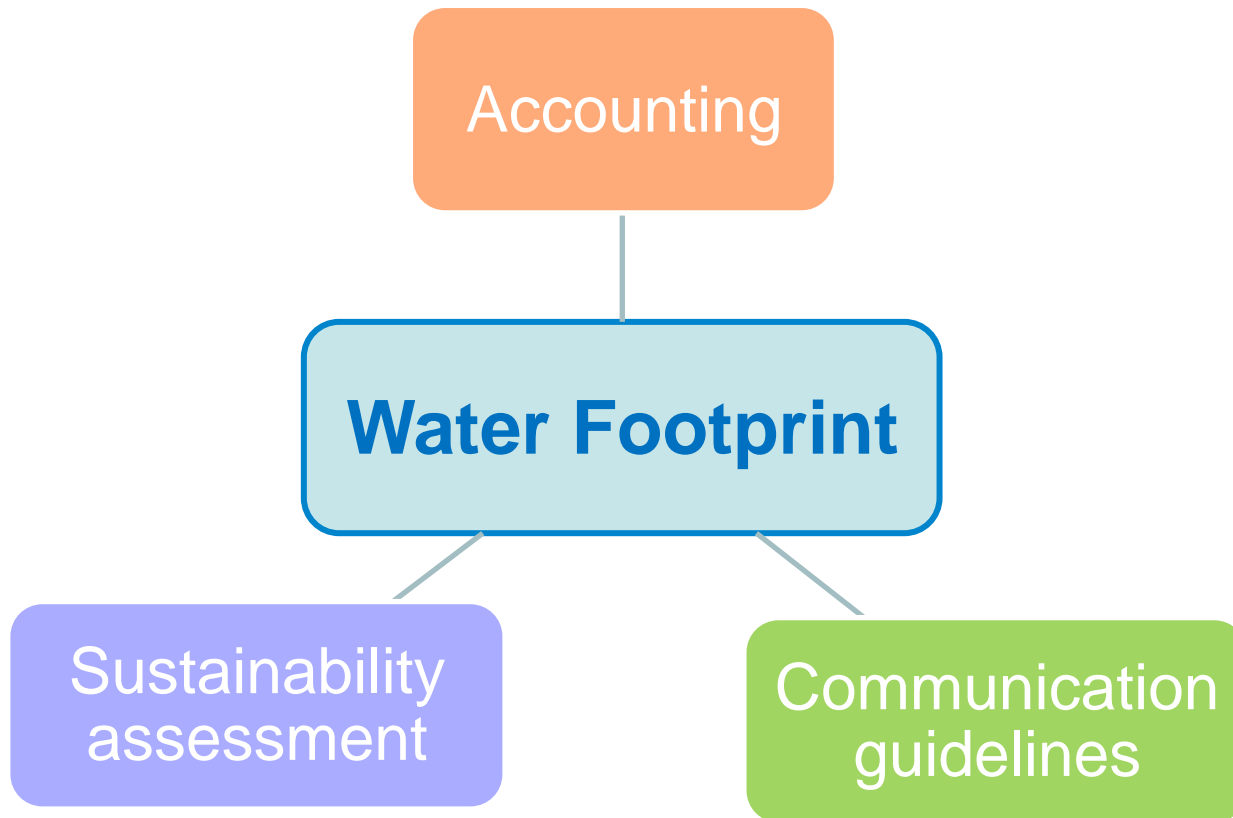 Accounting
Water Footprint
Sustainability
assessment
Communication
guidelines